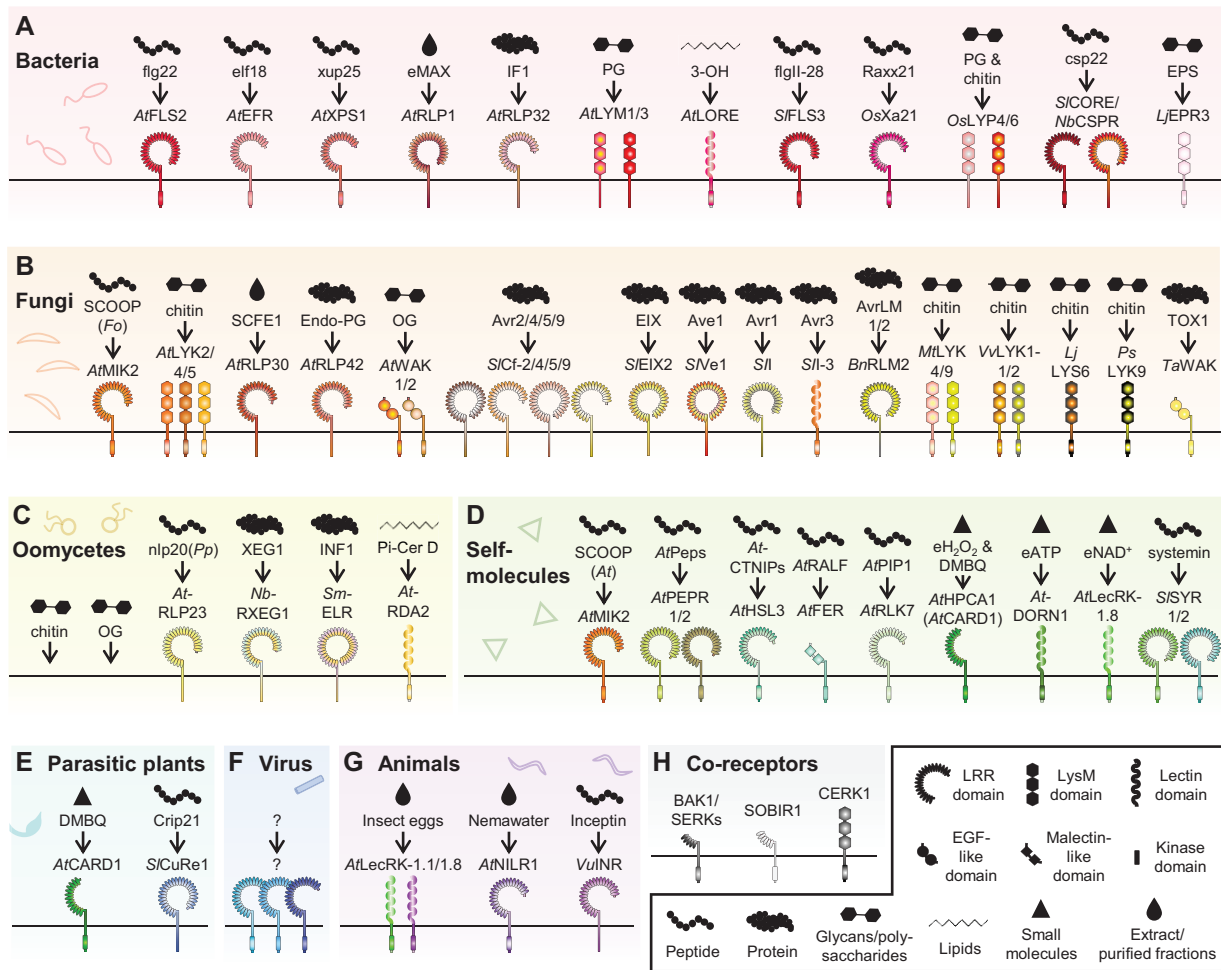 A
Bacteria
flg22
AtFLS2
elf18
AtEFR
xup25
AtXPS1
eMAX
AtRLP1
IF1
AtRLP32
PG
AtLYM1/3
3-OH
AtLORE
flgII-28
SlFLS3
Raxx21
OsXa21
PG &
chitin
OsLYP4/6
csp22
SlCORE/
NbCSPR
EPS
LjEPR3
B
Fungi
SCOOP
(Fo)
AtMIK2
chitin
AtLYK2/
4/5
SCFE1
AtRLP30
Endo-PG
AtRLP42
OG
AtWAK
1/2
Avr2/4/5/9
SlCf-2/4/5/9
EIX
SlEIX2
Ave1
SlVe1
Avr1
SlI
Avr3
SlI-3
AvrLM
1/2
BnRLM2
chitin
MtLYK
4/9
chitin
VvLYK1-
1/2
chitin
Lj
LYS6
chitin
Ps
LYK9
TOX1
TaWAK
C
Oomycetes
chitin
OG
nlp20(Pp)
At-
RLP23
XEG1
Nb-
RXEG1
INF1
Sm-
ELR
Pi-Cer D
At-
RDA2
D
Self-
molecules
SCOOP
(At)
AtMIK2
AtPeps
AtPEPR
1/2
At-
CTNIPs
AtHSL3
AtRALF
AtFER
AtPIP1
AtRLK7
eH₂O₂ &
DMBQ
AtHPCA1
(AtCARD1)
eATP
At-
DORN1
eNAD⁺
AtLecRK-
1.8
systemin
SlSYR
1/2
E Parasitic plants
DMBQ
AtCARD1
Crip21
SlCuRe1
F Virus
?
?
G Animals
Insect eggs
AtLecRK-1.1/1.8
Nemawater
AtNILR1
Inceptin
VuINR
H Co-receptors
BAK1/
SERKs
SOBIR1
CERK1
LRR
domain
LysM
domain
Lectin
domain
EGF-
like
domain
Malectin-
like
domain
Kinase
domain
Peptide
Protein
Glycans/poly-
saccharides
Lipids
Small
molecules
Extract/
purified fractions